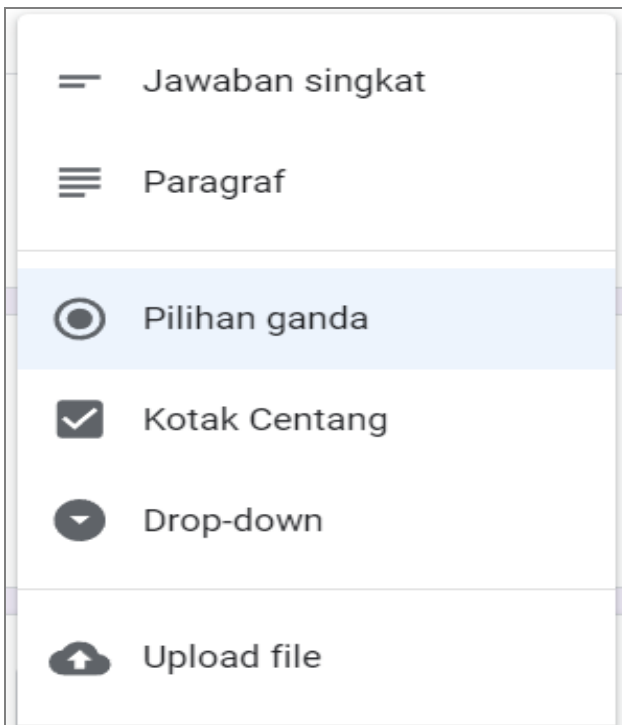 Jawaban singkat
Paragraf
Pilihan ganda
Kotak Centang
Drop-down
Upload file